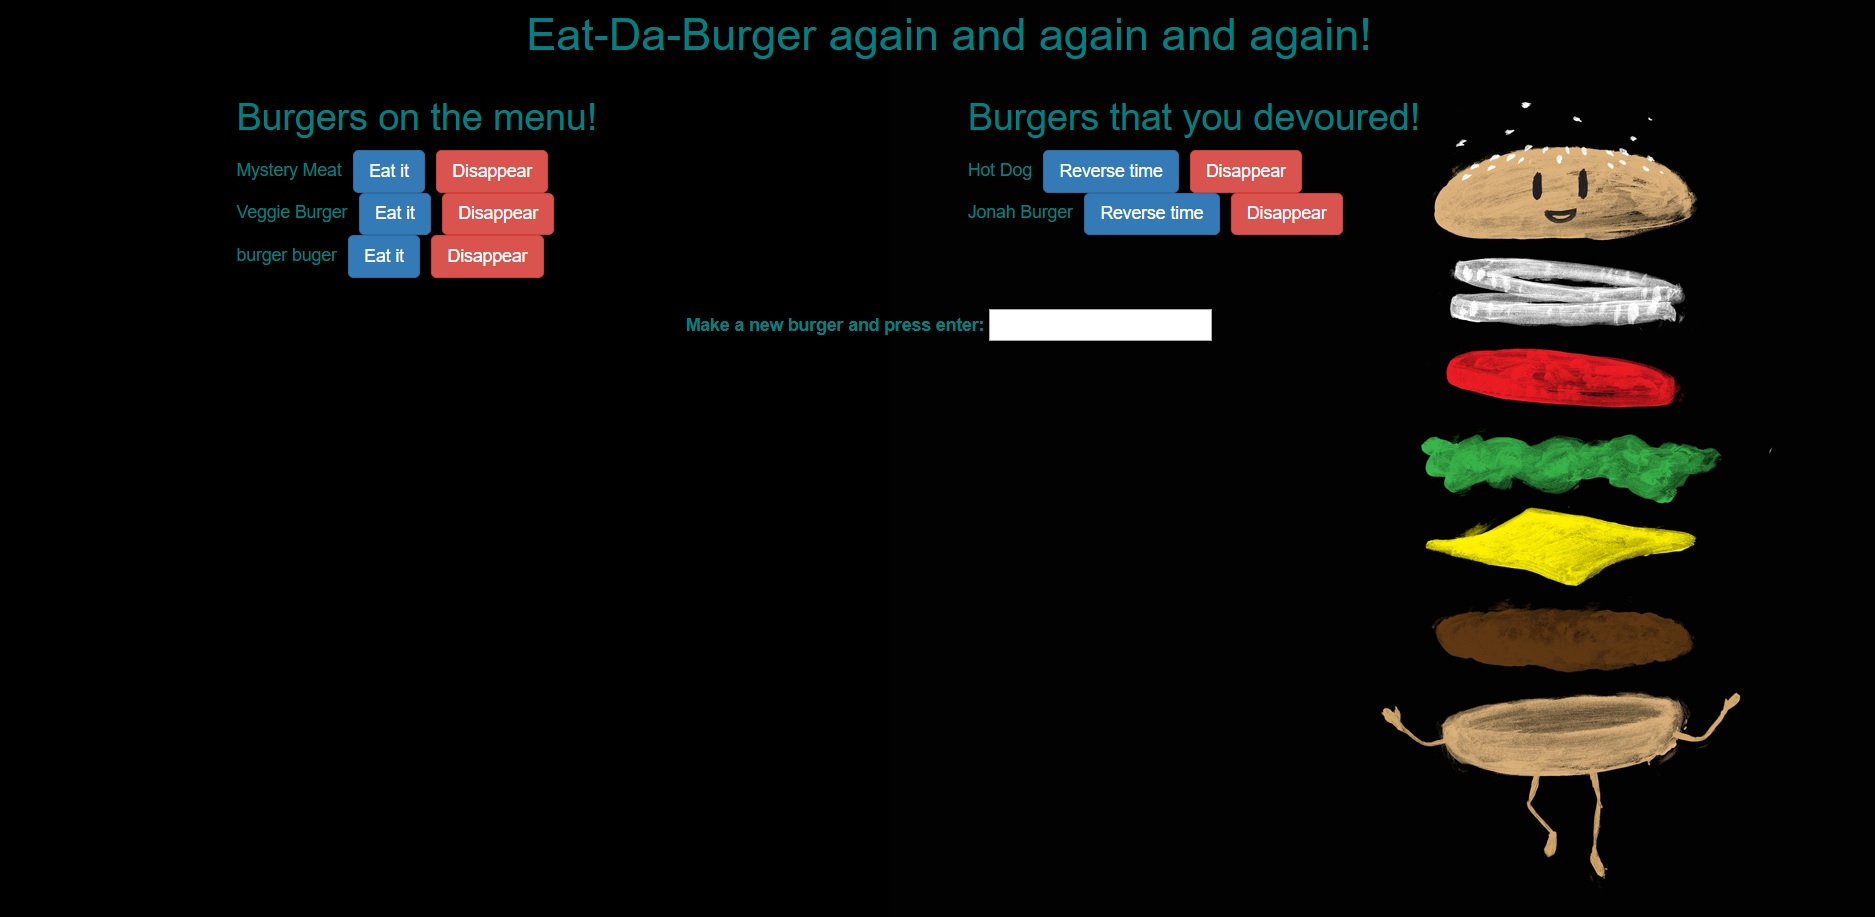 Eat-Da-Burger again and again and again!
Burgers on the menu!
Mystery Meat Eat it Disappear
Veggie Burger Eat it Disappear
burger buger Eat it Disappear
Burgers that you devoured!
Hot Dog Reverse time Disappear
Jonah Burger Reverse time Disappear
Make a new burger and press enter: